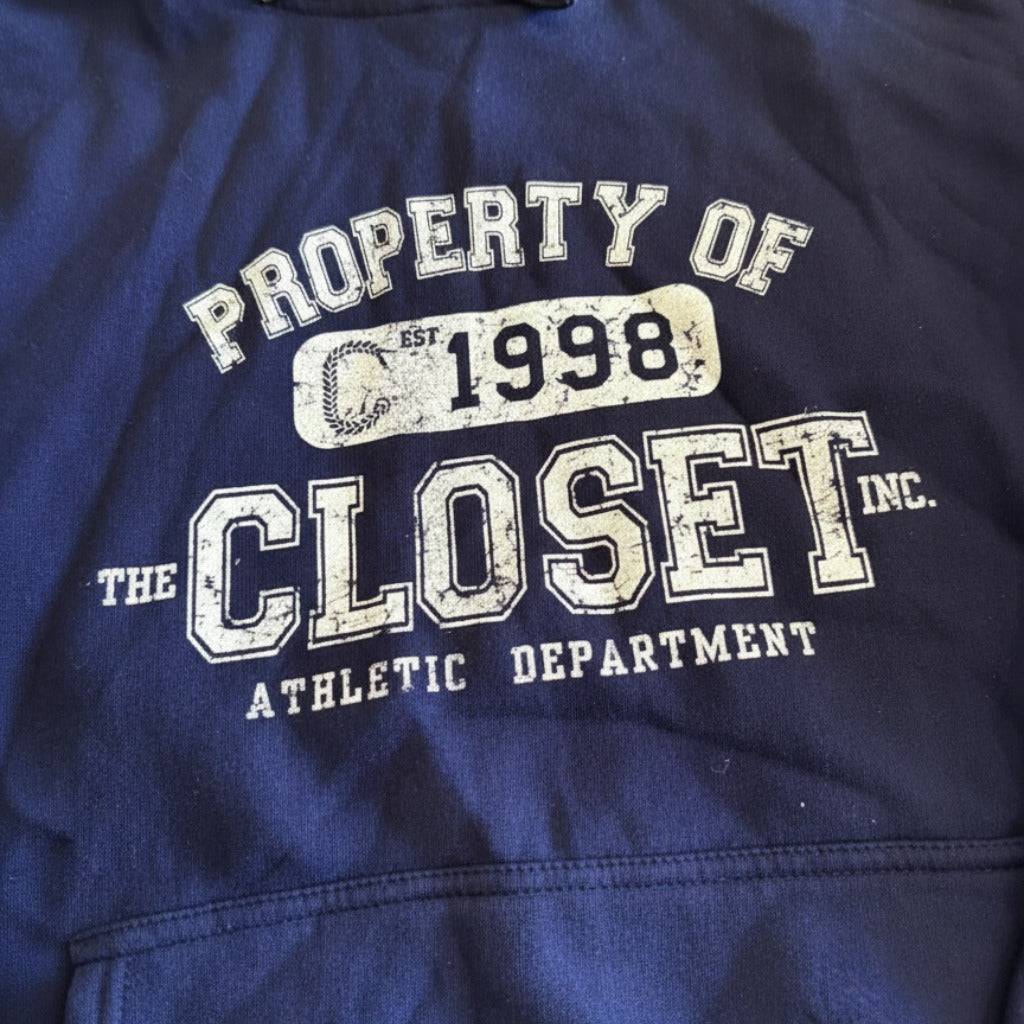 PROPERTY OF
C EST 1998
THE CLOSET INC.
ATHLETIC DEPARTMENT